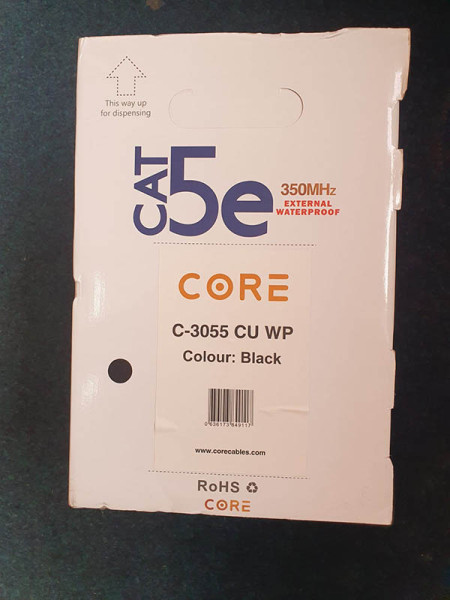 This way up
for dispensing
CAT
5e
350MHz
EXTERNAL
WATERPROOF
CORE
C-3055 CU WP
Colour: Black
www.corecables.com
RoHS
CORE